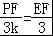 PF/3k = EF/3